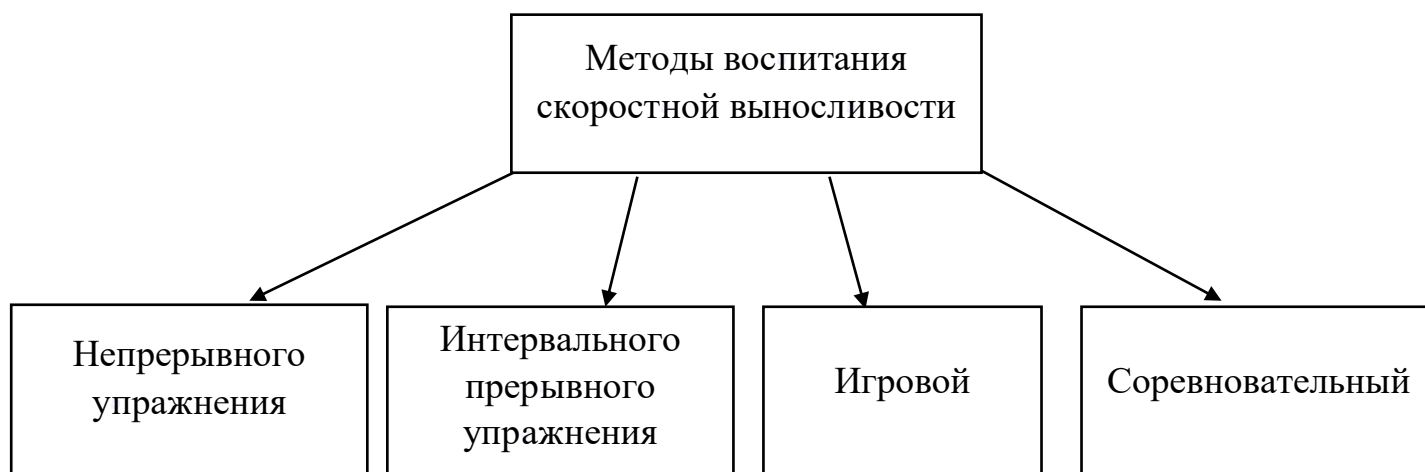 Методы воспитания
скоростной выносливости
Непрерывного
упражнения
Интервального
прерывного
упражнения
Игровой
Соревновательный